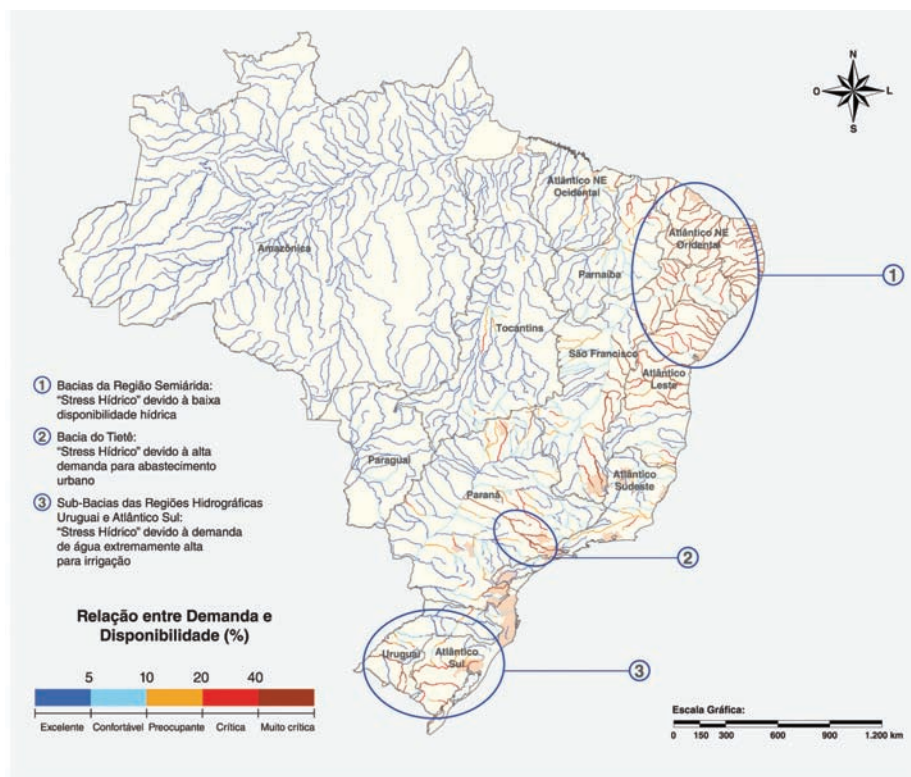 N
O L
S
Atlântico NE
Ocidental
Atlântico NE
Oridental
1
Amazônica
Parnaíba
Tocantins
São Francisco
Atlântico
Leste
1 Bacias da Região Semiárida:
“Stress Hídrico” devido à baixa
disponibilidade hídrica
2 Bacia do Tietê:
“Stress Hídrico” devido à alta
demanda para abastecimento
urbano
3 Sub-Bacias das Regiões Hidrográficas
Uruguai e Atlântico Sul:
“Stress Hídrico” devido à demanda
de água extremamente alta
para irrigação
Paraguai
Atlântico
Sudeste
Paraná
2
Relação entre Demanda e
Disponibilidade (%)
5 10 20 40
Excelente Confortável Preocupante Crítica Muito crítica
Uruguai
Atlântico
Sul
3
Escala Gráfica:
0 150 300 600 900 1.200 km